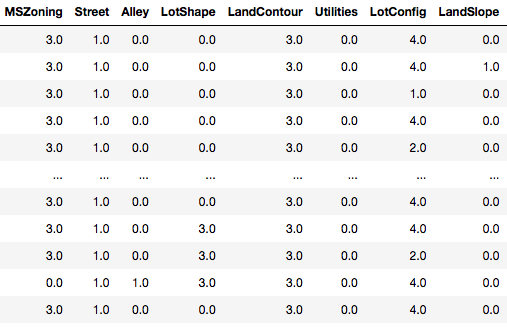 MSZoning Street Alley LotShape LandContour Utilities LotConfig LandSlope
3.0 1.0 0.0 0.0 3.0 0.0 4.0 0.0
3.0 1.0 0.0 0.0 3.0 0.0 4.0 1.0
3.0 1.0 0.0 0.0 3.0 0.0 1.0 0.0
3.0 1.0 0.0 0.0 3.0 0.0 4.0 0.0
3.0 1.0 0.0 0.0 3.0 0.0 2.0 0.0
... ... ... ... ... ... ... ...
3.0 1.0 0.0 0.0 3.0 0.0 4.0 0.0
3.0 1.0 0.0 3.0 3.0 0.0 4.0 0.0
3.0 1.0 0.0 3.0 3.0 0.0 2.0 0.0
0.0 1.0 1.0 3.0 3.0 0.0 4.0 0.0
3.0 1.0 0.0 0.0 3.0 0.0 4.0 0.0